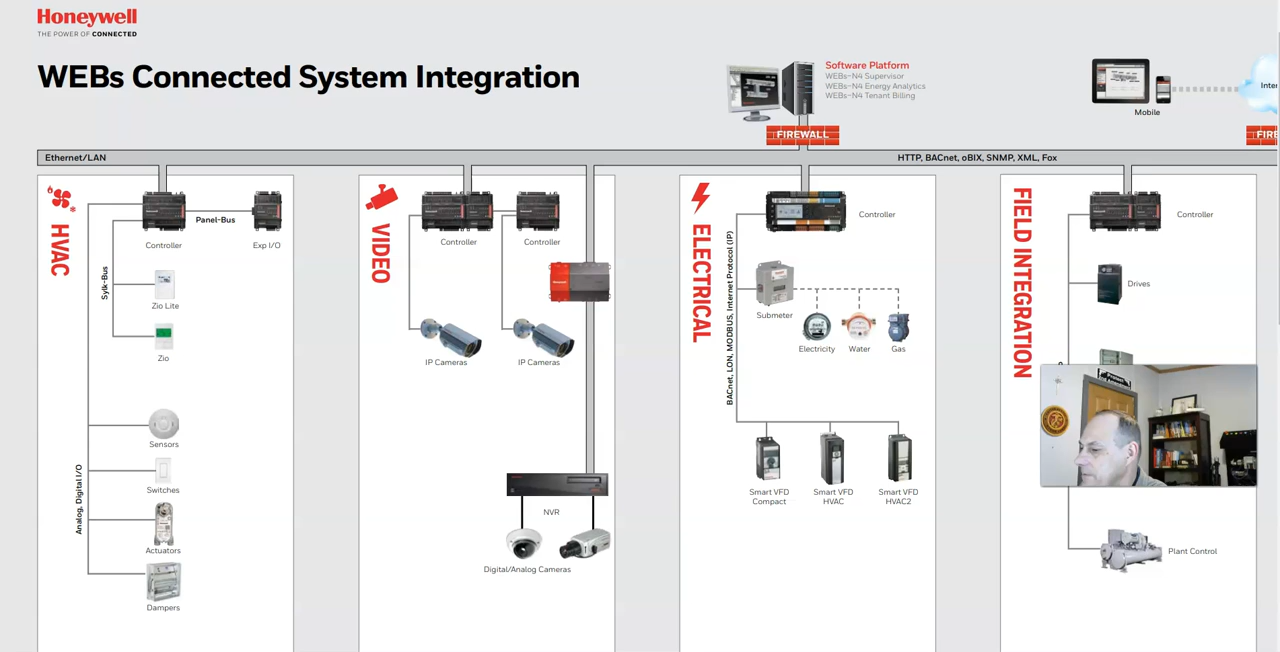 Honeywell
THE POWER OF CONNECTED
WEBs Connected System Integration
Software Platform
WEBs-N4 Supervisor
WEBs-N4 Energy Analytics
WEBs-N4 Tenant Billing
FIREWALL
Mobile
Ethernet/LAN
HTTP, BACnet, oBIX, SNMP, XML, Fox
HVAC
Controller
Panel-Bus
Exp I/O
Sylk-Bus
Zio Lite
Zio
Analog, Digital I/O
Sensors
Switches
Actuators
Dampers
VIDEO
Controller
Controller
IP Cameras
IP Cameras
NVR
Digital/Analog Cameras
ELECTRICAL
BACnet, LON, MODBUS, Internet Protocol (IP)
Controller
Submeter
Electricity
Water
Gas
Smart VFD
Compact
Smart VFD
HVAC
Smart VFD
HVAC2
FIELD INTEGRATION
Controller
Drives
Plant Control